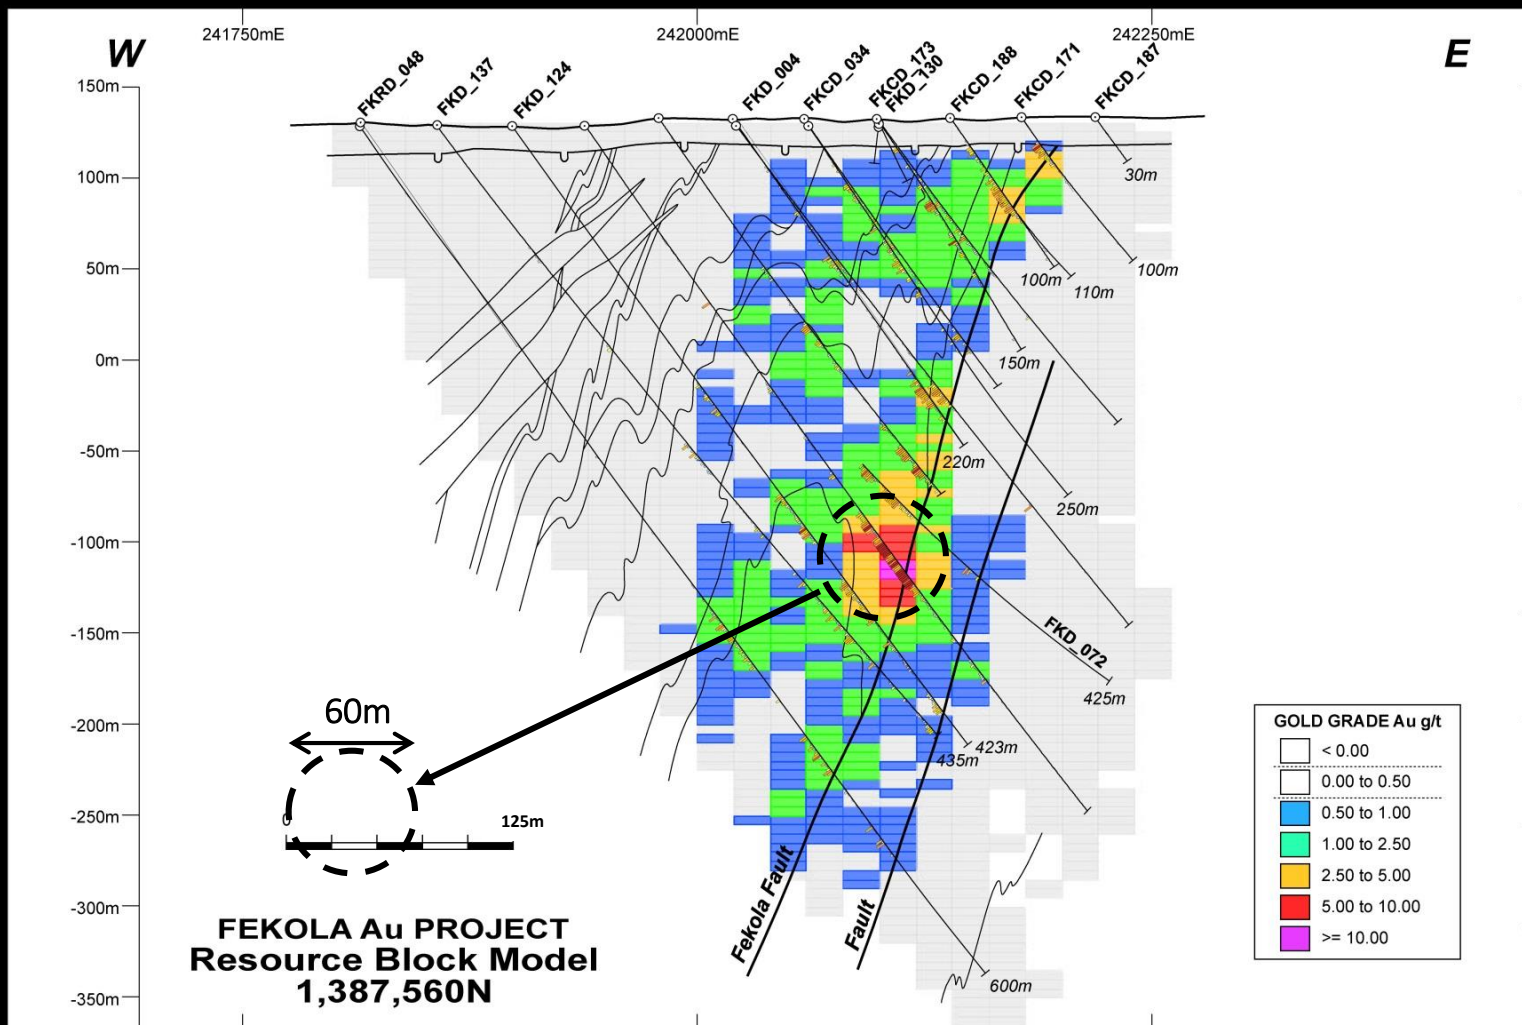 241750mE
242000mE
242250mE
W
E
FKRD_048
FKD_137
FKD_124
FKD_004
FKCD_034
FKCD_173
FKD_130
FKCD_188
FKCD_171
FKCD_187
150m
100m
50m
0m
-50m
-100m
-150m
-200m
-250m
-300m
-350m
30m
100m
100m
110m
150m
220m
250m
FKD_072
425m
423m
435m
600m
Fekola Fault
Fault
60m
0
125m
FEKOLA Au PROJECT
Resource Block Model
1,387,560N
GOLD GRADE Au g/t
< 0.00
0.00 to 0.50
0.50 to 1.00
1.00 to 2.50
2.50 to 5.00
5.00 to 10.00
>= 10.00